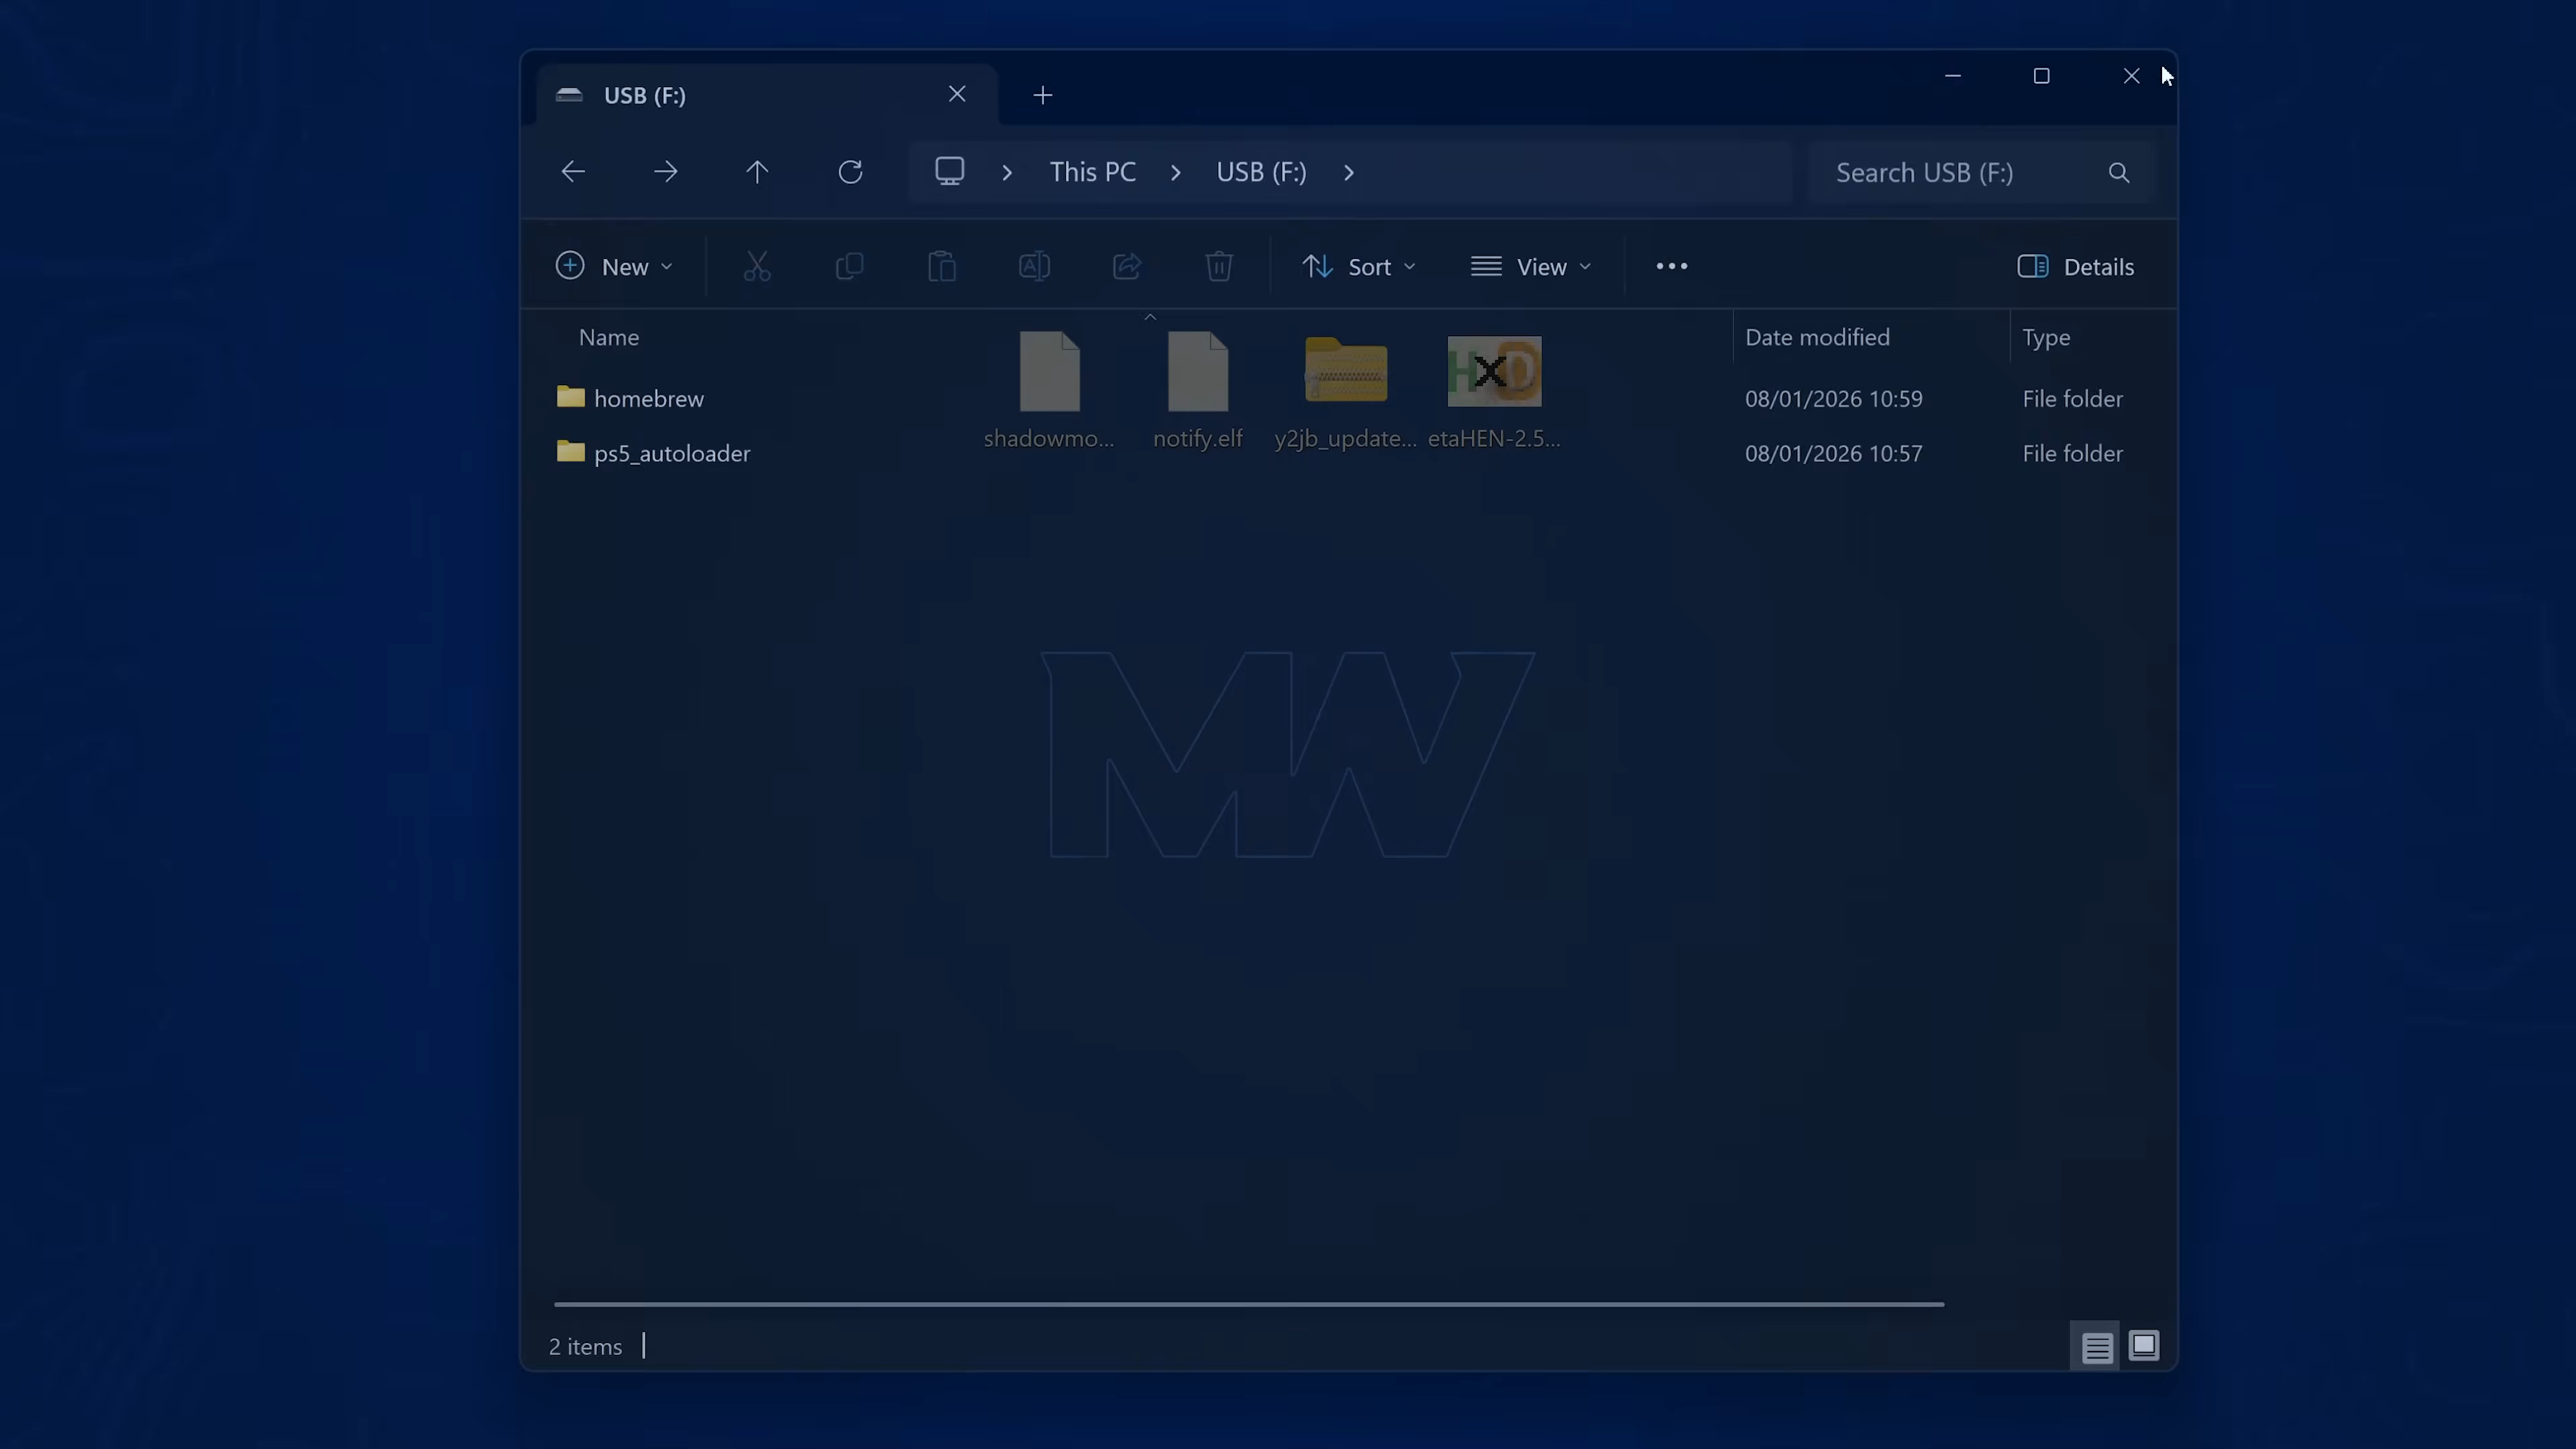 USB (F:)
This PC > USB (F:) >
Search USB (F:)
New
Sort
View
Details
Name
Date modified
Type
homebrew
08/01/2026 10:59
File folder
ps5_autoloader
08/01/2026 10:57
File folder
HxD
shadowmo...
notify.elf
y2jb_update...
etaHEN-2.5...
MW
2 items